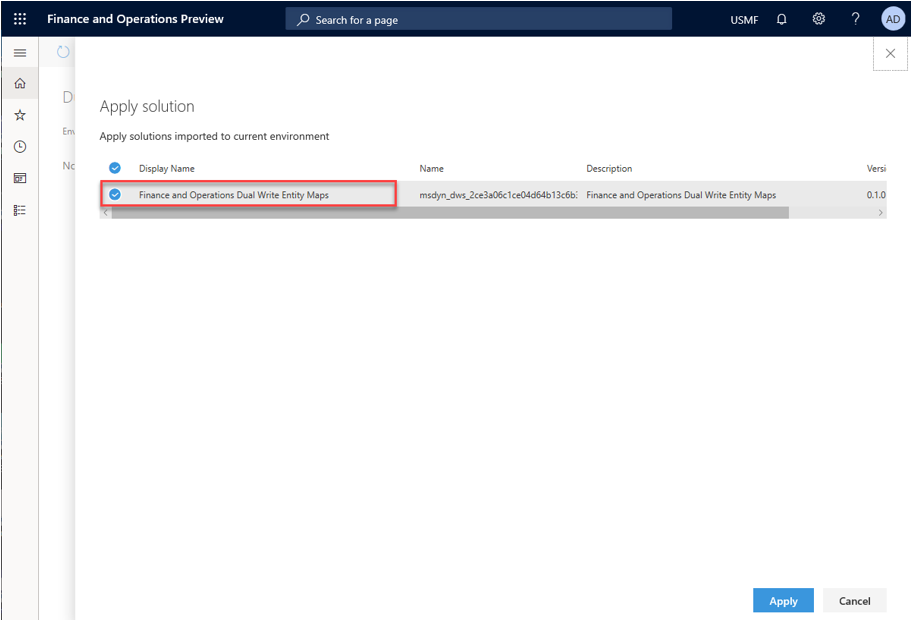 Finance and Operations Preview
Search for a page
USMF
?
AD
D
Env
No
Apply solution
Apply solutions imported to current environment
Display Name Name Description Versi
Finance and Operations Dual Write Entity Maps msdyn_dws_2ce3a06c1ce04d64b13c6b Finance and Operations Dual Write Entity Maps 0.1.0
Apply Cancel